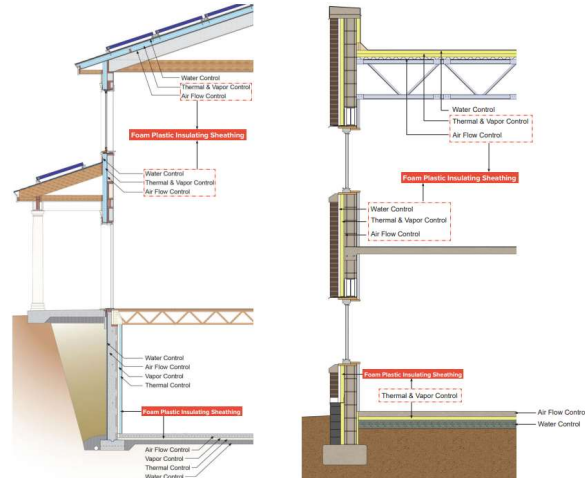 Water Control
Thermal & Vapor Control
Air Flow Control
Foam Plastic Insulating Sheathing
Water Control
Thermal & Vapor Control
Air Flow Control
Water Control
Air Flow Control
Vapor Control
Thermal Control
Foam Plastic Insulating Sheathing
Air Flow Control
Vapor Control
Thermal Control
Water Control
Water Control
Thermal & Vapor Control
Air Flow Control
Foam Plastic Insulating Sheathing
Water Control
Thermal & Vapor Control
Air Flow Control
Foam Plastic Insulating Sheathing
Thermal & Vapor Control
Air Flow Control
Water Control